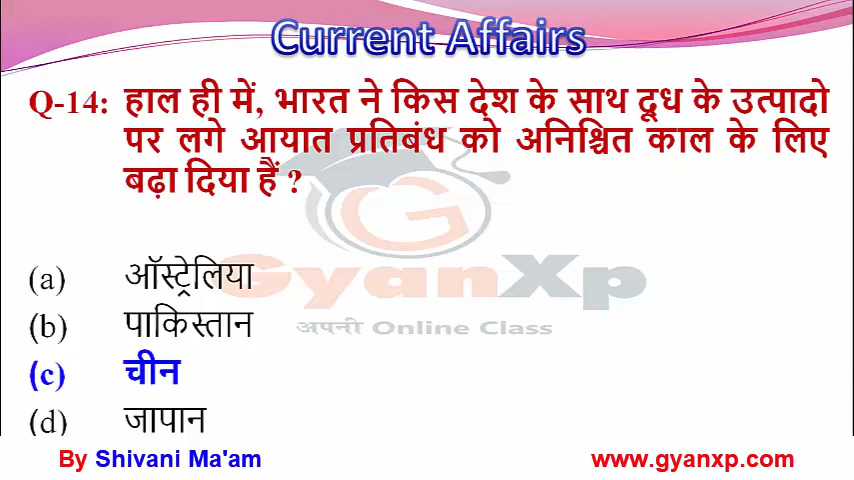 Current Affairs
Q-14: हाल ही में, भारत ने किस देश के साथ दूध के उत्पादो
पर लगे आयात प्रतिबंध को अनिश्चित काल के लिए
बढ़ा दिया हैं ?
(a) ऑस्ट्रेलिया
GyanXp
(b) पाकिस्तान
अपनी Online Class
(c) चीन
(d) जापान
By Shivani Ma'am www.gyanxp.com